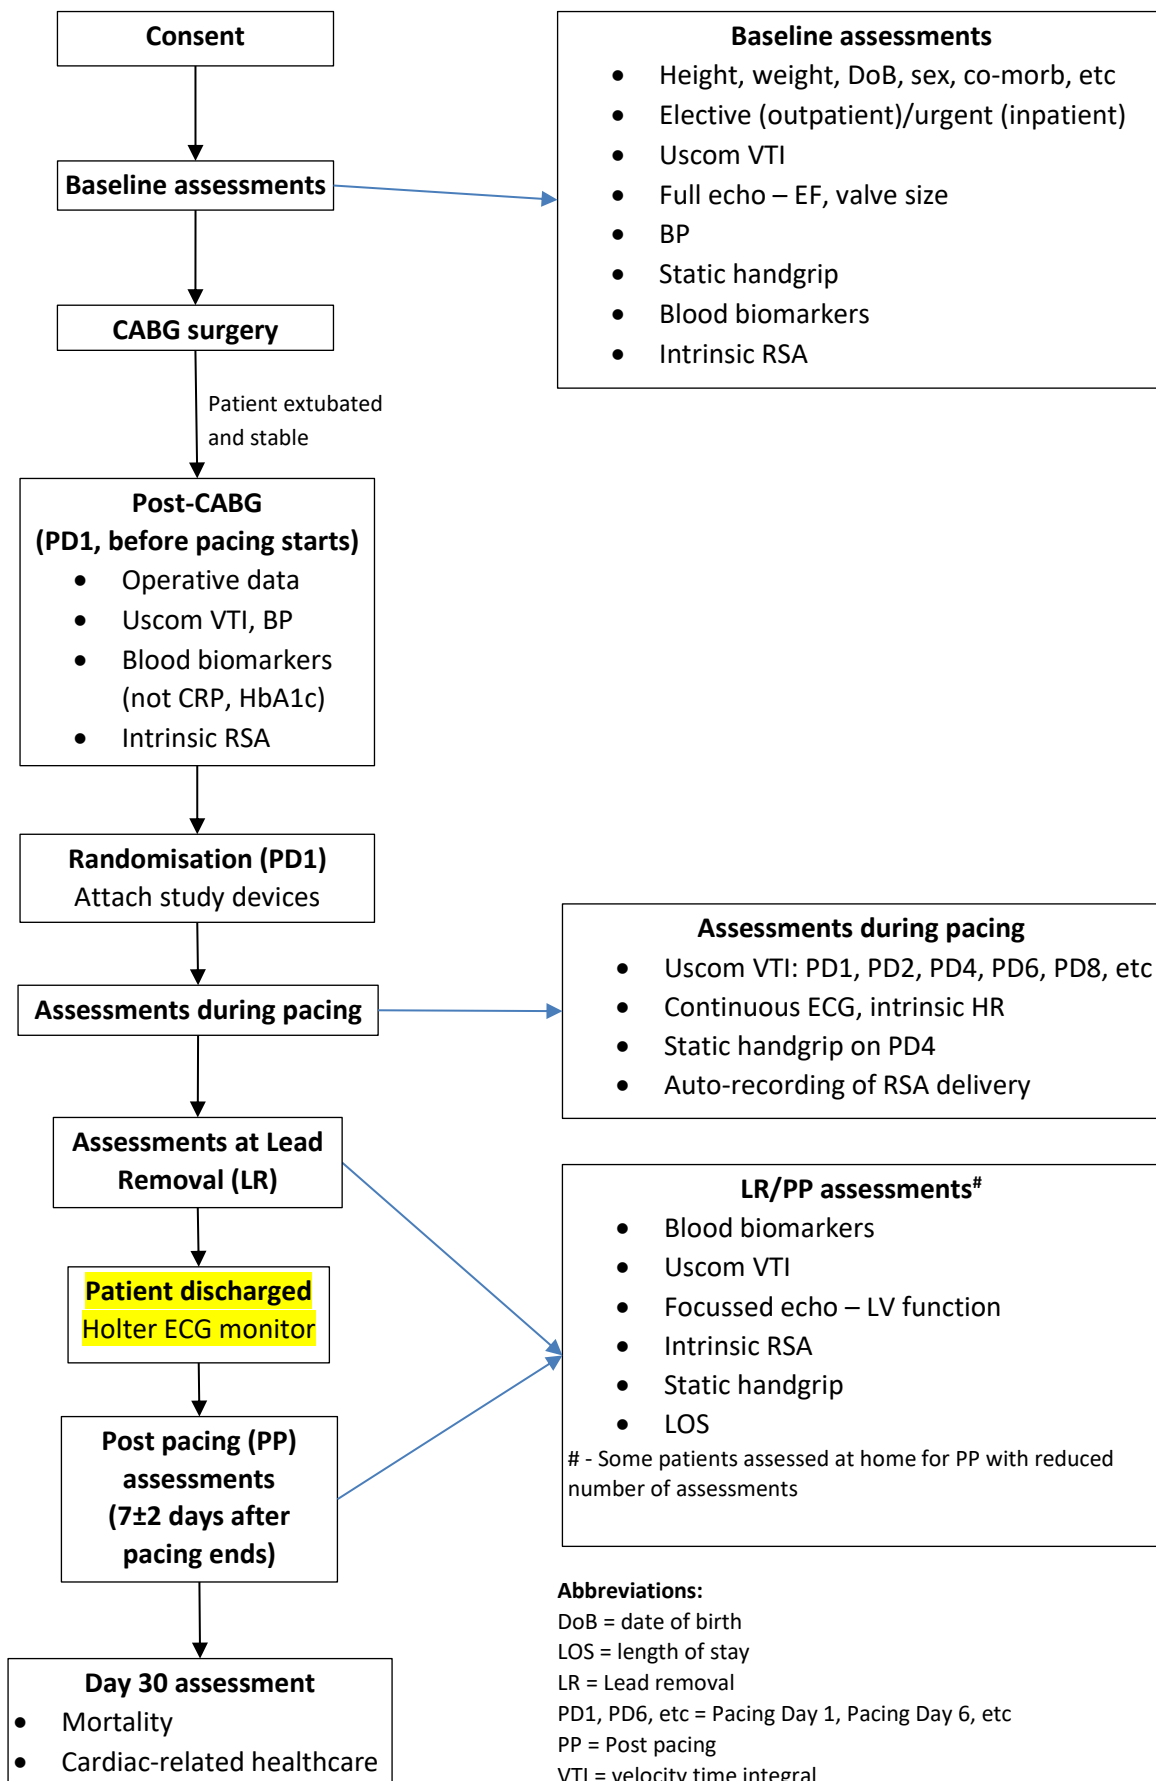 Consent
Baseline assessments
• Height, weight, DoB, sex, co-morb, etc
• Elective (outpatient)/urgent (inpatient)
• Uscom VTI
• Full echo – EF, valve size
• BP
• Static handgrip
• Blood biomarkers
• Intrinsic RSA
Baseline assessments
CABG surgery
Patient extubated
and stable
Post-CABG
(PD1, before pacing starts)
• Operative data
• Uscom VTI, BP
• Blood biomarkers
(not CRP, HbA1c)
• Intrinsic RSA
Randomisation (PD1)
Attach study devices
Assessments during pacing
Assessments during pacing
• Uscom VTI: PD1, PD2, PD4, PD6, PD8, etc
• Continuous ECG, intrinsic HR
• Static handgrip on PD4
• Auto-recording of RSA delivery
Assessments at Lead
Removal (LR)
LR/PP assessments#
• Blood biomarkers
• Uscom VTI
• Focussed echo – LV function
• Intrinsic RSA
• Static handgrip
• LOS
# - Some patients assessed at home for PP with reduced
number of assessments
Patient discharged
Holter ECG monitor
Post pacing (PP)
assessments
(7±2 days after
pacing ends)
Day 30 assessment
• Mortality
• Cardiac-related healthcare
Abbreviations:
DoB = date of birth
LOS = length of stay
LR = Lead removal
PD1, PD6, etc = Pacing Day 1, Pacing Day 6, etc
PP = Post pacing
VTI = velocity time integral